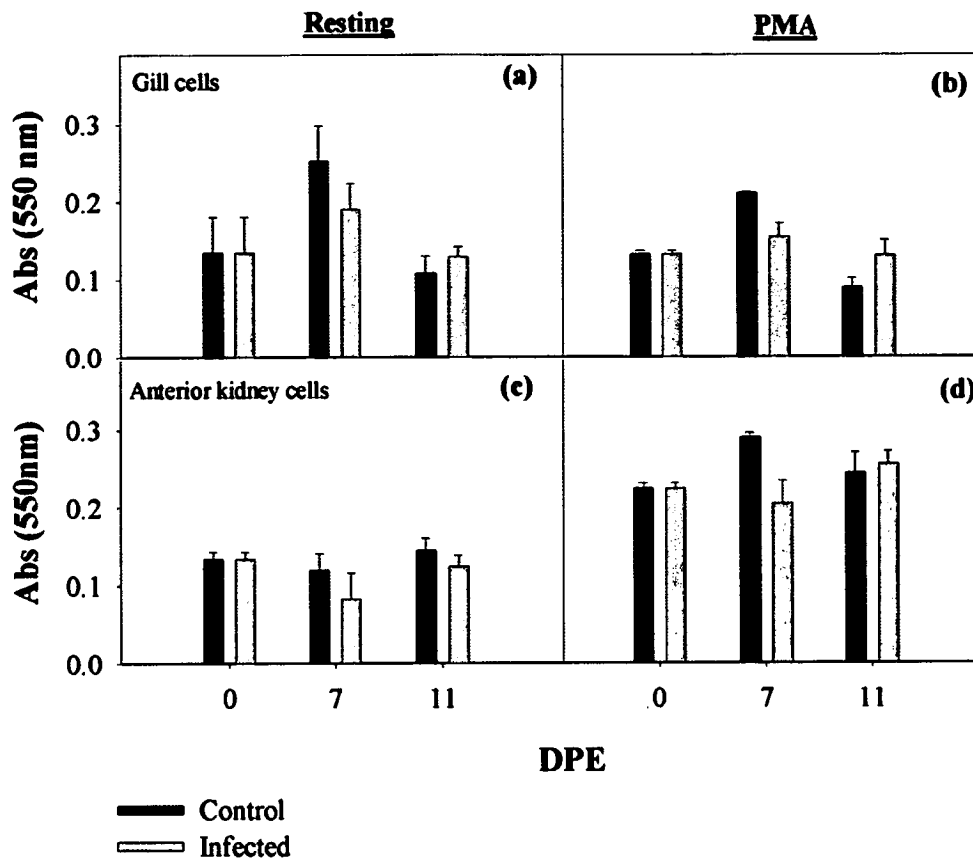 Resting PMA
Gill cells (a) (b)
Abs (550 nm)
0.3
0.2
0.1
0.0
Anterior kidney cells (c) (d)
Abs (550nm)
0.3
0.2
0.1
0.0
0 7 11 0 7 11
DPE
Control
Infected